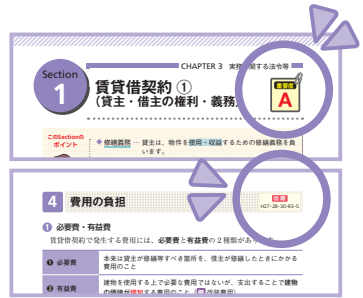 CHAPTER 3 実務に関する法令等
Section
1
賃貸借契約 ①
(貸主・借主の権利・義務)
重要度
A
このSectionの
ポイント
◆ 修繕義務 … 貸主は、物件を使用・収益するための修繕義務を負
います。
4 費用の負担
出題
H27-28-30-R3-5
❶ 必要費・有益費
賃貸借契約で発生する費用には、必要費と有益費の2種類があ
❶ 必要費
本来は貸主が修繕等すべき箇所を、借主が修繕したときにかかる
費用のこと
❷ 有益費
建物を使用する上で必要な費用ではないが、支出することで建物
の価値が増加する費用のこと